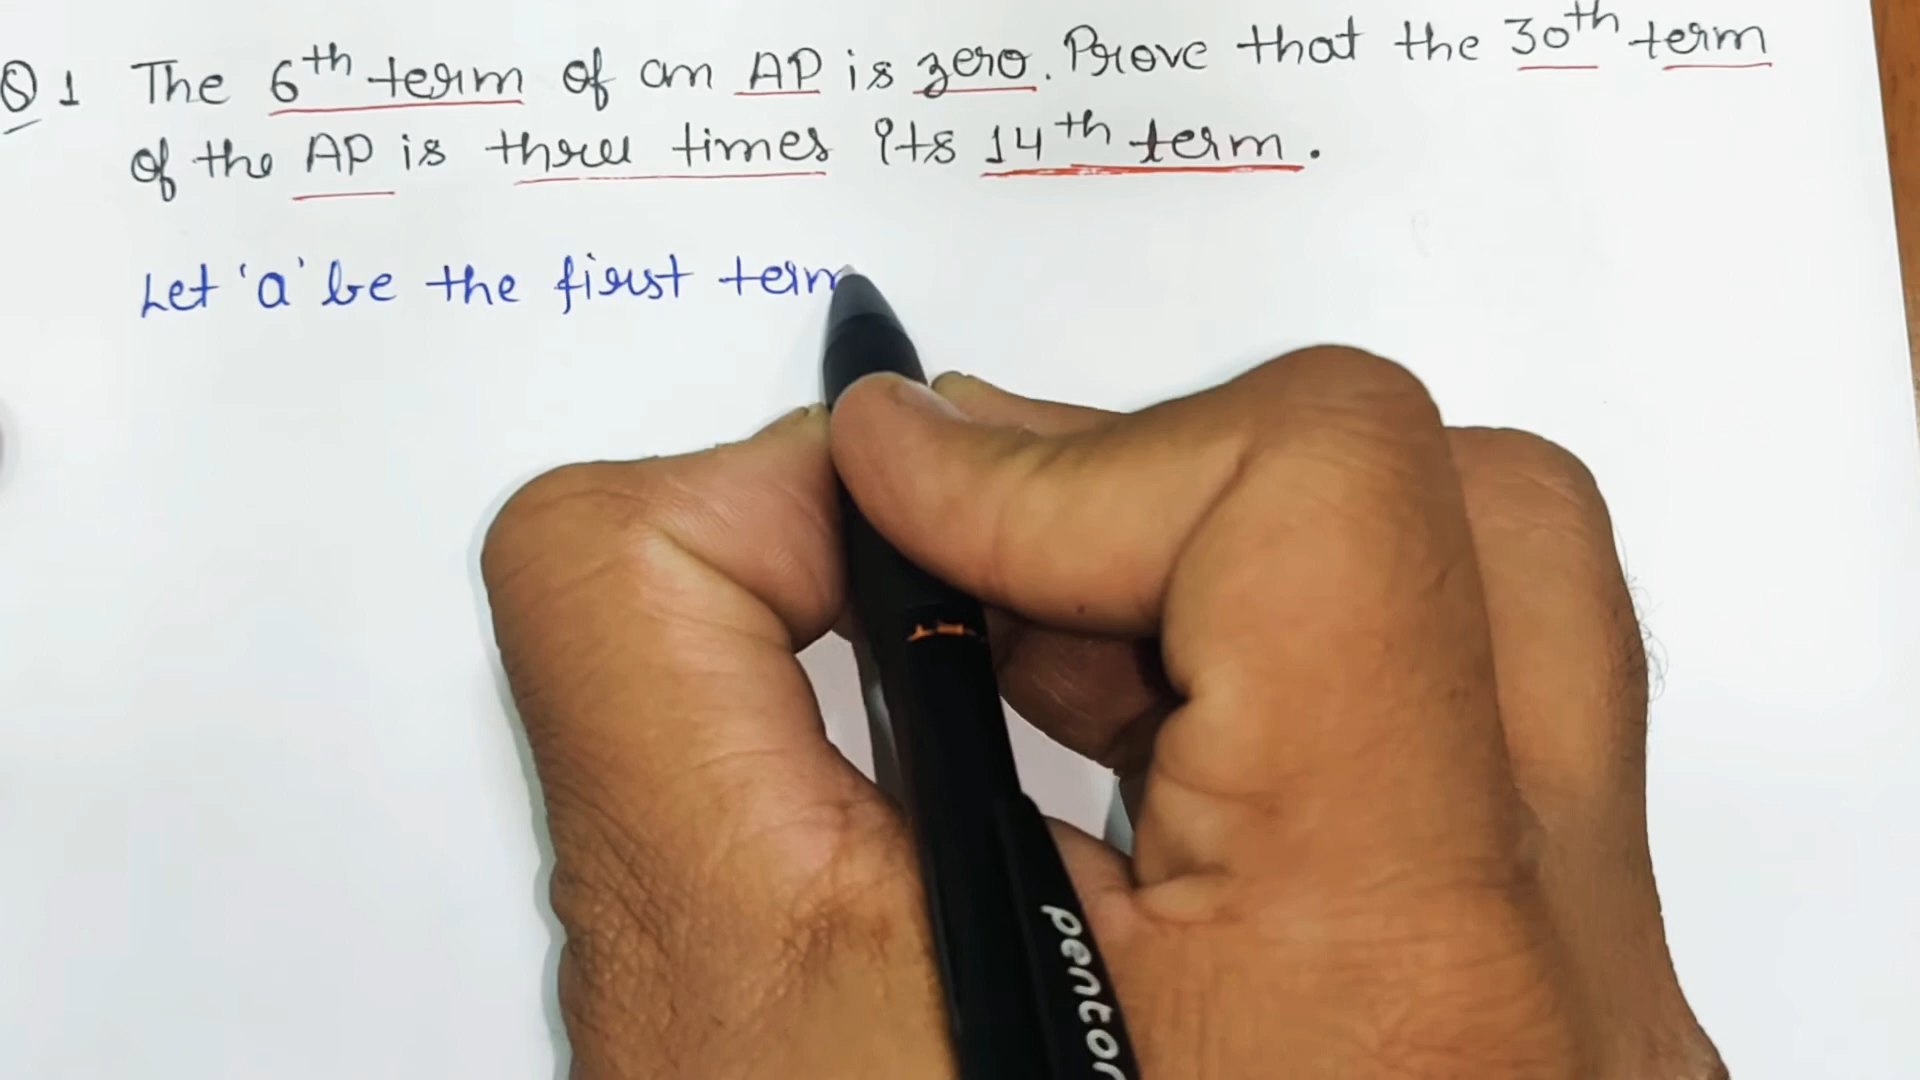 Q1 The 6th term of an AP is zero. Prove that the 30th term
of the AP is three times its 14th term.
Let 'a' be the first term
pentor